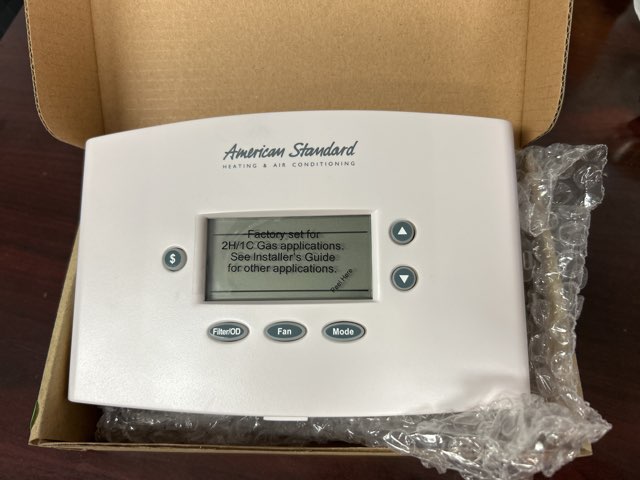 American Standard
HEATING & AIR CONDITIONING
Factory set for
2H/1C Gas applications.
See Installer's Guide
for other applications.
Peel Here
$
Filter/OD
Fan
Mode